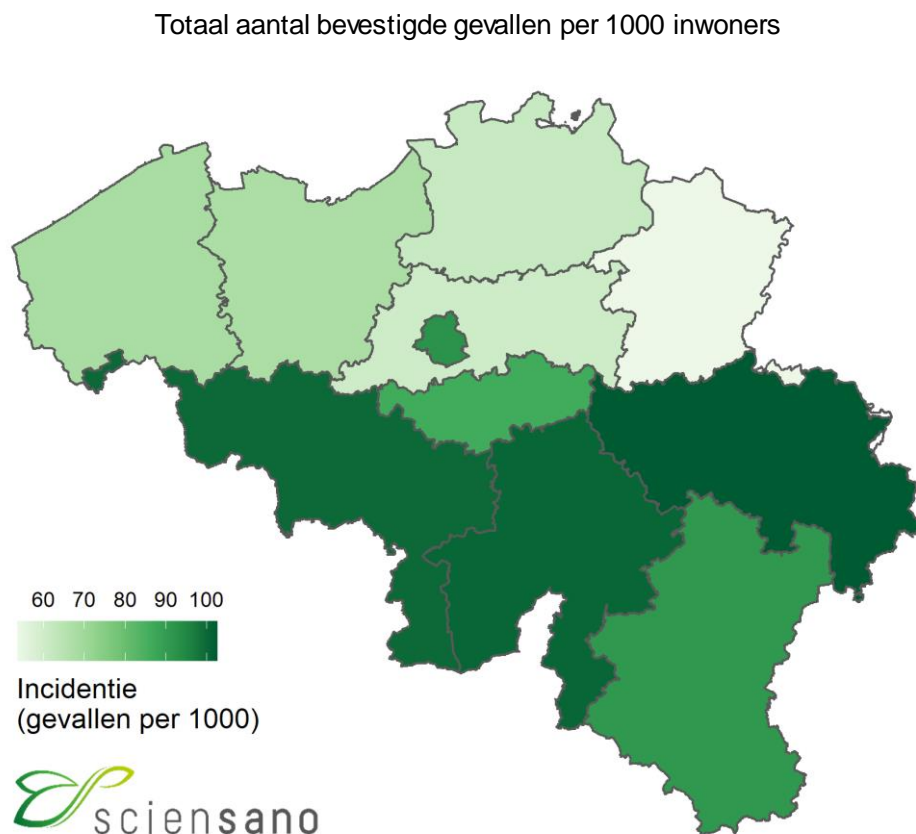 Totaal aantal bevestigde gevallen per 1000 inwoners
60 70 80 90 100
Incidentie
(gevallen per 1000)
sciensano